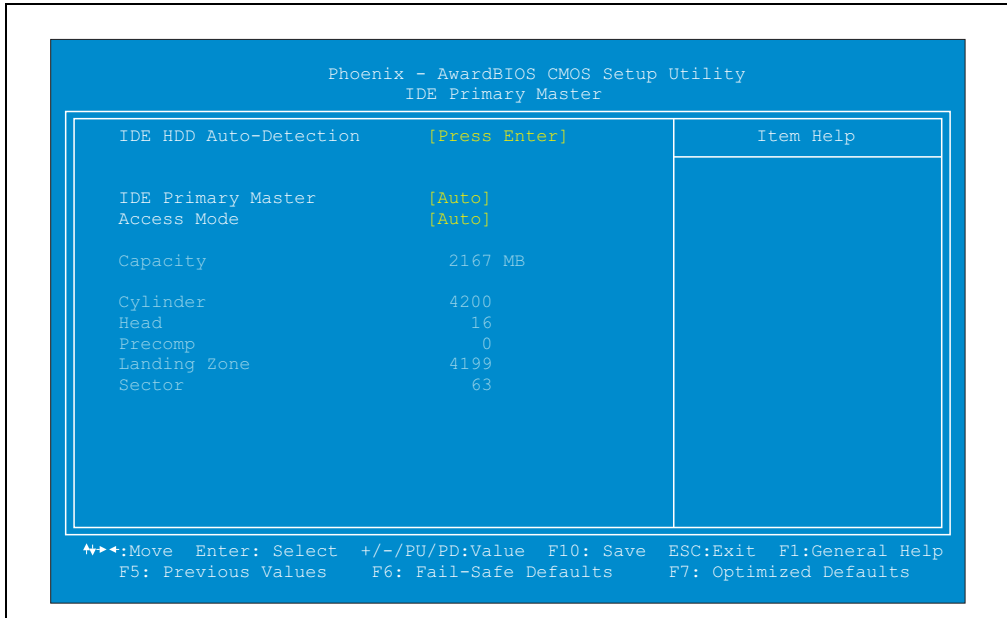 Phoenix - AwardBIOS CMOS Setup Utility
IDE Primary Master
IDE HDD Auto-Detection [Press Enter] Item Help
IDE Primary Master [Auto]
Access Mode [Auto]
Capacity 2167 MB
Cylinder 4200
Head 16
Precomp 0
Landing Zone 4199
Sector 63
:Move Enter: Select +/-/PU/PD:Value F10: Save ESC:Exit F1:General Help
F5: Previous Values F6: Fail-Safe Defaults F7: Optimized Defaults